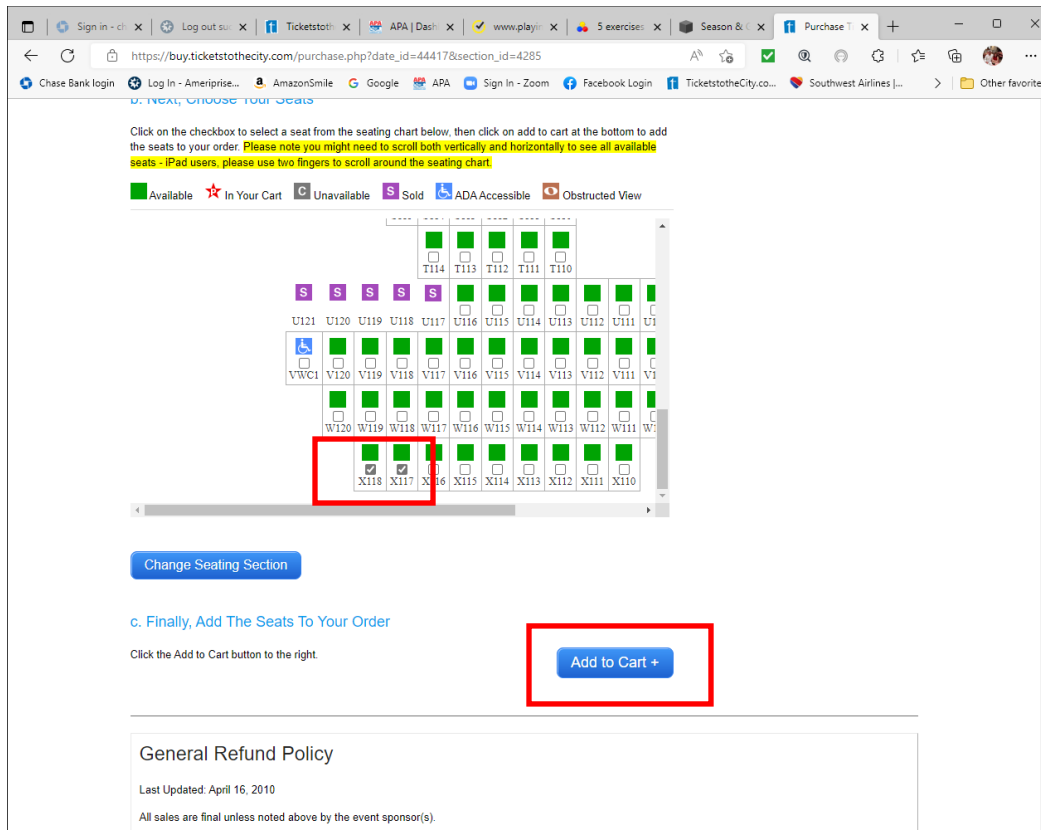 Sign in - ch
Log out suc
Ticketstoth
APA | Dash
www.playin
5 exercises
Season & C
Purchase T
https://buy.ticketstothecity.com/purchase.php?date_id=44417&section_id=4285
Chase Bank login
Log In - Ameriprise...
AmazonSmile
Google
APA
Sign In - Zoom
Facebook Login
TicketstotheCity.co...
Southwest Airlines |...
Other favorite
b. Next, Choose Your Seats
Click on the checkbox to select a seat from the seating chart below, then click on add to cart at the bottom to add
the seats to your order. Please note you might need to scroll both vertically and horizontally to see all available
seats - iPad users, please use two fingers to scroll around the seating chart.
Available In Your Cart C Unavailable S Sold ADA Accessible Obstructed View
T114 T113 T112 T111 T110
S S S S S
U121 U120 U119 U118 U117 U116 U115 U114 U113 U112 U111 U1
VWC1 V120 V119 V118 V117 V116 V115 V114 V113 V112 V111 V1
W120 W119 W118 W117 W116 W115 W114 W113 W112 W111 W1
X118 X117 X116 X115 X114 X113 X112 X111 X110
Change Seating Section
c. Finally, Add The Seats To Your Order
Click the Add to Cart button to the right.
Add to Cart +
General Refund Policy
Last Updated: April 16, 2010
All sales are final unless noted above by the event sponsor(s).